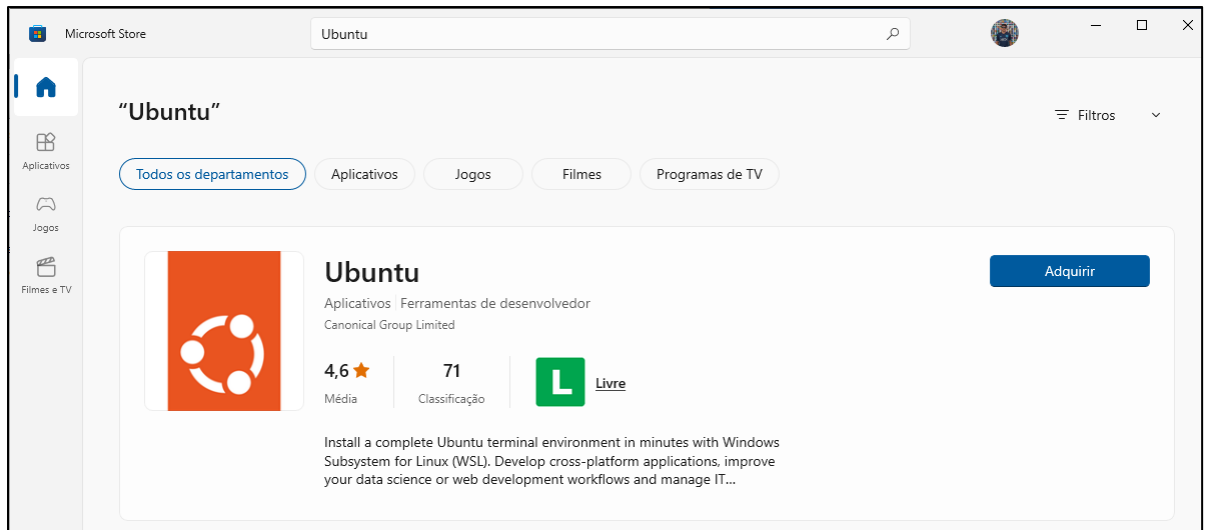 Microsoft Store
Ubuntu
“Ubuntu”
Filtros
Todos os departamentos
Aplicativos
Jogos
Filmes
Programas de TV
Aplicativos
Jogos
Filmes e TV
Ubuntu
Adquirir
Aplicativos | Ferramentas de desenvolvedor
Canonical Group Limited
4,6 ★
71
L
Livre
Média
Classificação
Install a complete Ubuntu terminal environment in minutes with Windows
Subsystem for Linux (WSL). Develop cross-platform applications, improve
your data science or web development workflows and manage IT...